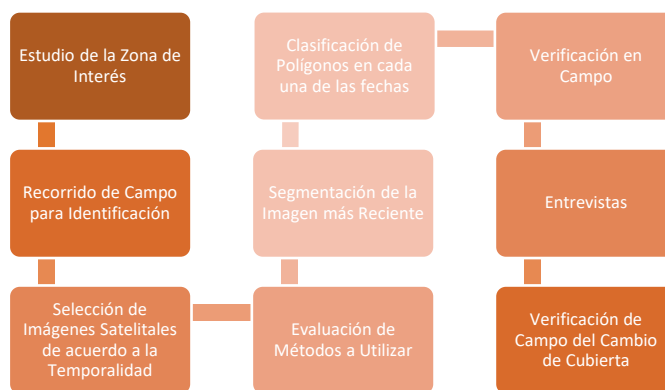 Estudio de la Zona de
Interés
Recorrido de Campo
para Identificación
Selección de
Imágenes Satelitales
de acuerdo a la
Temporalidad
Evaluación de
Métodos a Utilizar
Segmentación de la
Imagen más Reciente
Clasificación de
Polígonos en cada
una de las fechas
Verificación en
Campo
Entrevistas
Verificación de
Campo del Cambio
de Cubierta